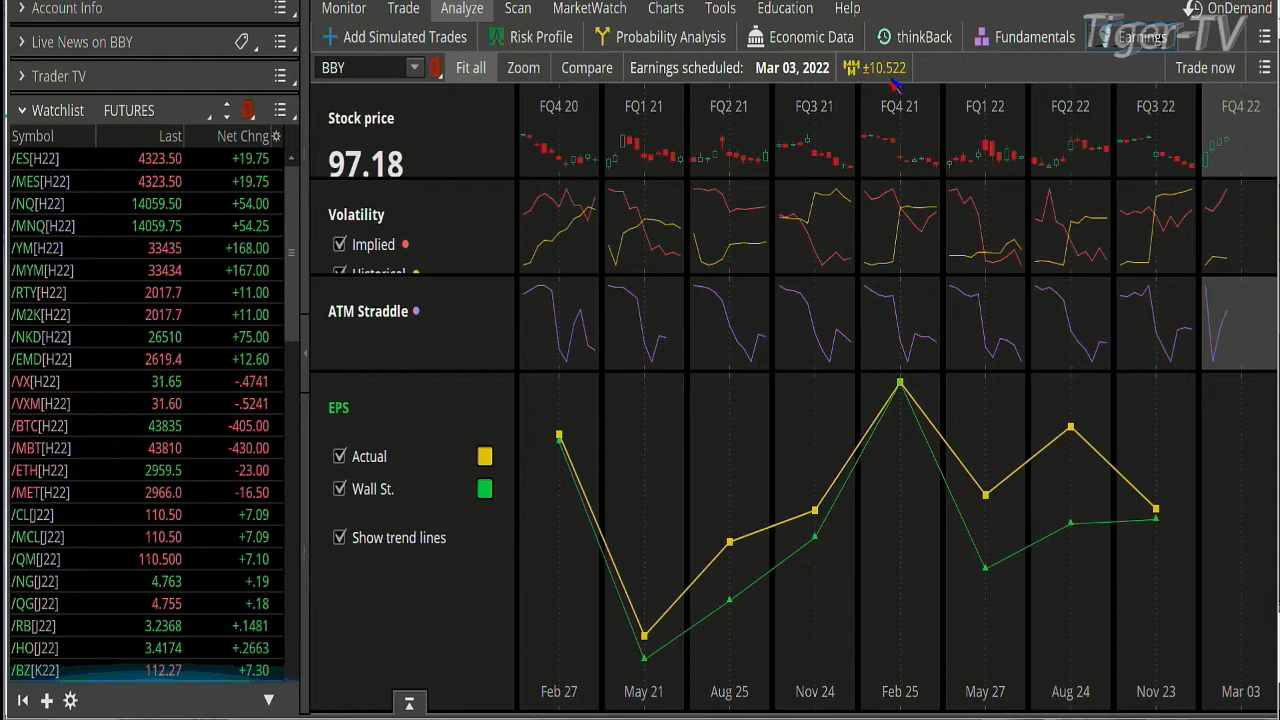 Account Info
Live News on BBY
Trader TV
Watchlist FUTURES
Symbol Last Net Chng
/ES[H22] 4323.50 +19.75
/MES[H22] 4323.50 +19.75
/NQ[H22] 14059.50 +54.00
/MNQ[H22] 14059.75 +54.25
/YM[H22] 33435 +168.00
/MYM[H22] 33434 +167.00
/RTY[H22] 2017.7 +11.00
/M2K[H22] 2017.7 +11.00
/NKD[H22] 26510 +75.00
/EMD[H22] 2619.4 +12.60
/VX[H22] 31.65 -.4741
/VXM[H22] 31.60 -.5241
/BTC[H22] 43835 -405.00
/MBT[H22] 43810 -430.00
/ETH[H22] 2959.5 -23.00
/MET[H22] 2966.0 -16.50
/CL[J22] 110.50 +7.09
/MCL[J22] 110.50 +7.09
/QM[J22] 110.500 +7.10
/NG[J22] 4.763 +.19
/QG[J22] 4.755 +.18
/RB[J22] 3.2368 +.1481
/HO[J22] 3.4174 +.2663
/BZ[K22] 112.27 +7.30
Monitor Trade Analyze Scan MarketWatch Charts Tools Education Help OnDemand
Tiger-TV
Add Simulated Trades Risk Profile Probability Analysis Economic Data thinkBack Fundamentals Earnings
BBY Fit all Zoom Compare Earnings scheduled: Mar 03, 2022 ±10.522 Trade now
FQ4 20 FQ1 21 FQ2 21 FQ3 21 FQ4 21 FQ1 22 FQ2 22 FQ3 22 FQ4 22
Stock price
97.18
Volatility
Implied
Historical
ATM Straddle
EPS
Actual
Wall St.
Show trend lines
Feb 27 May 21 Aug 25 Nov 24 Feb 25 May 27 Aug 24 Nov 23 Mar 03